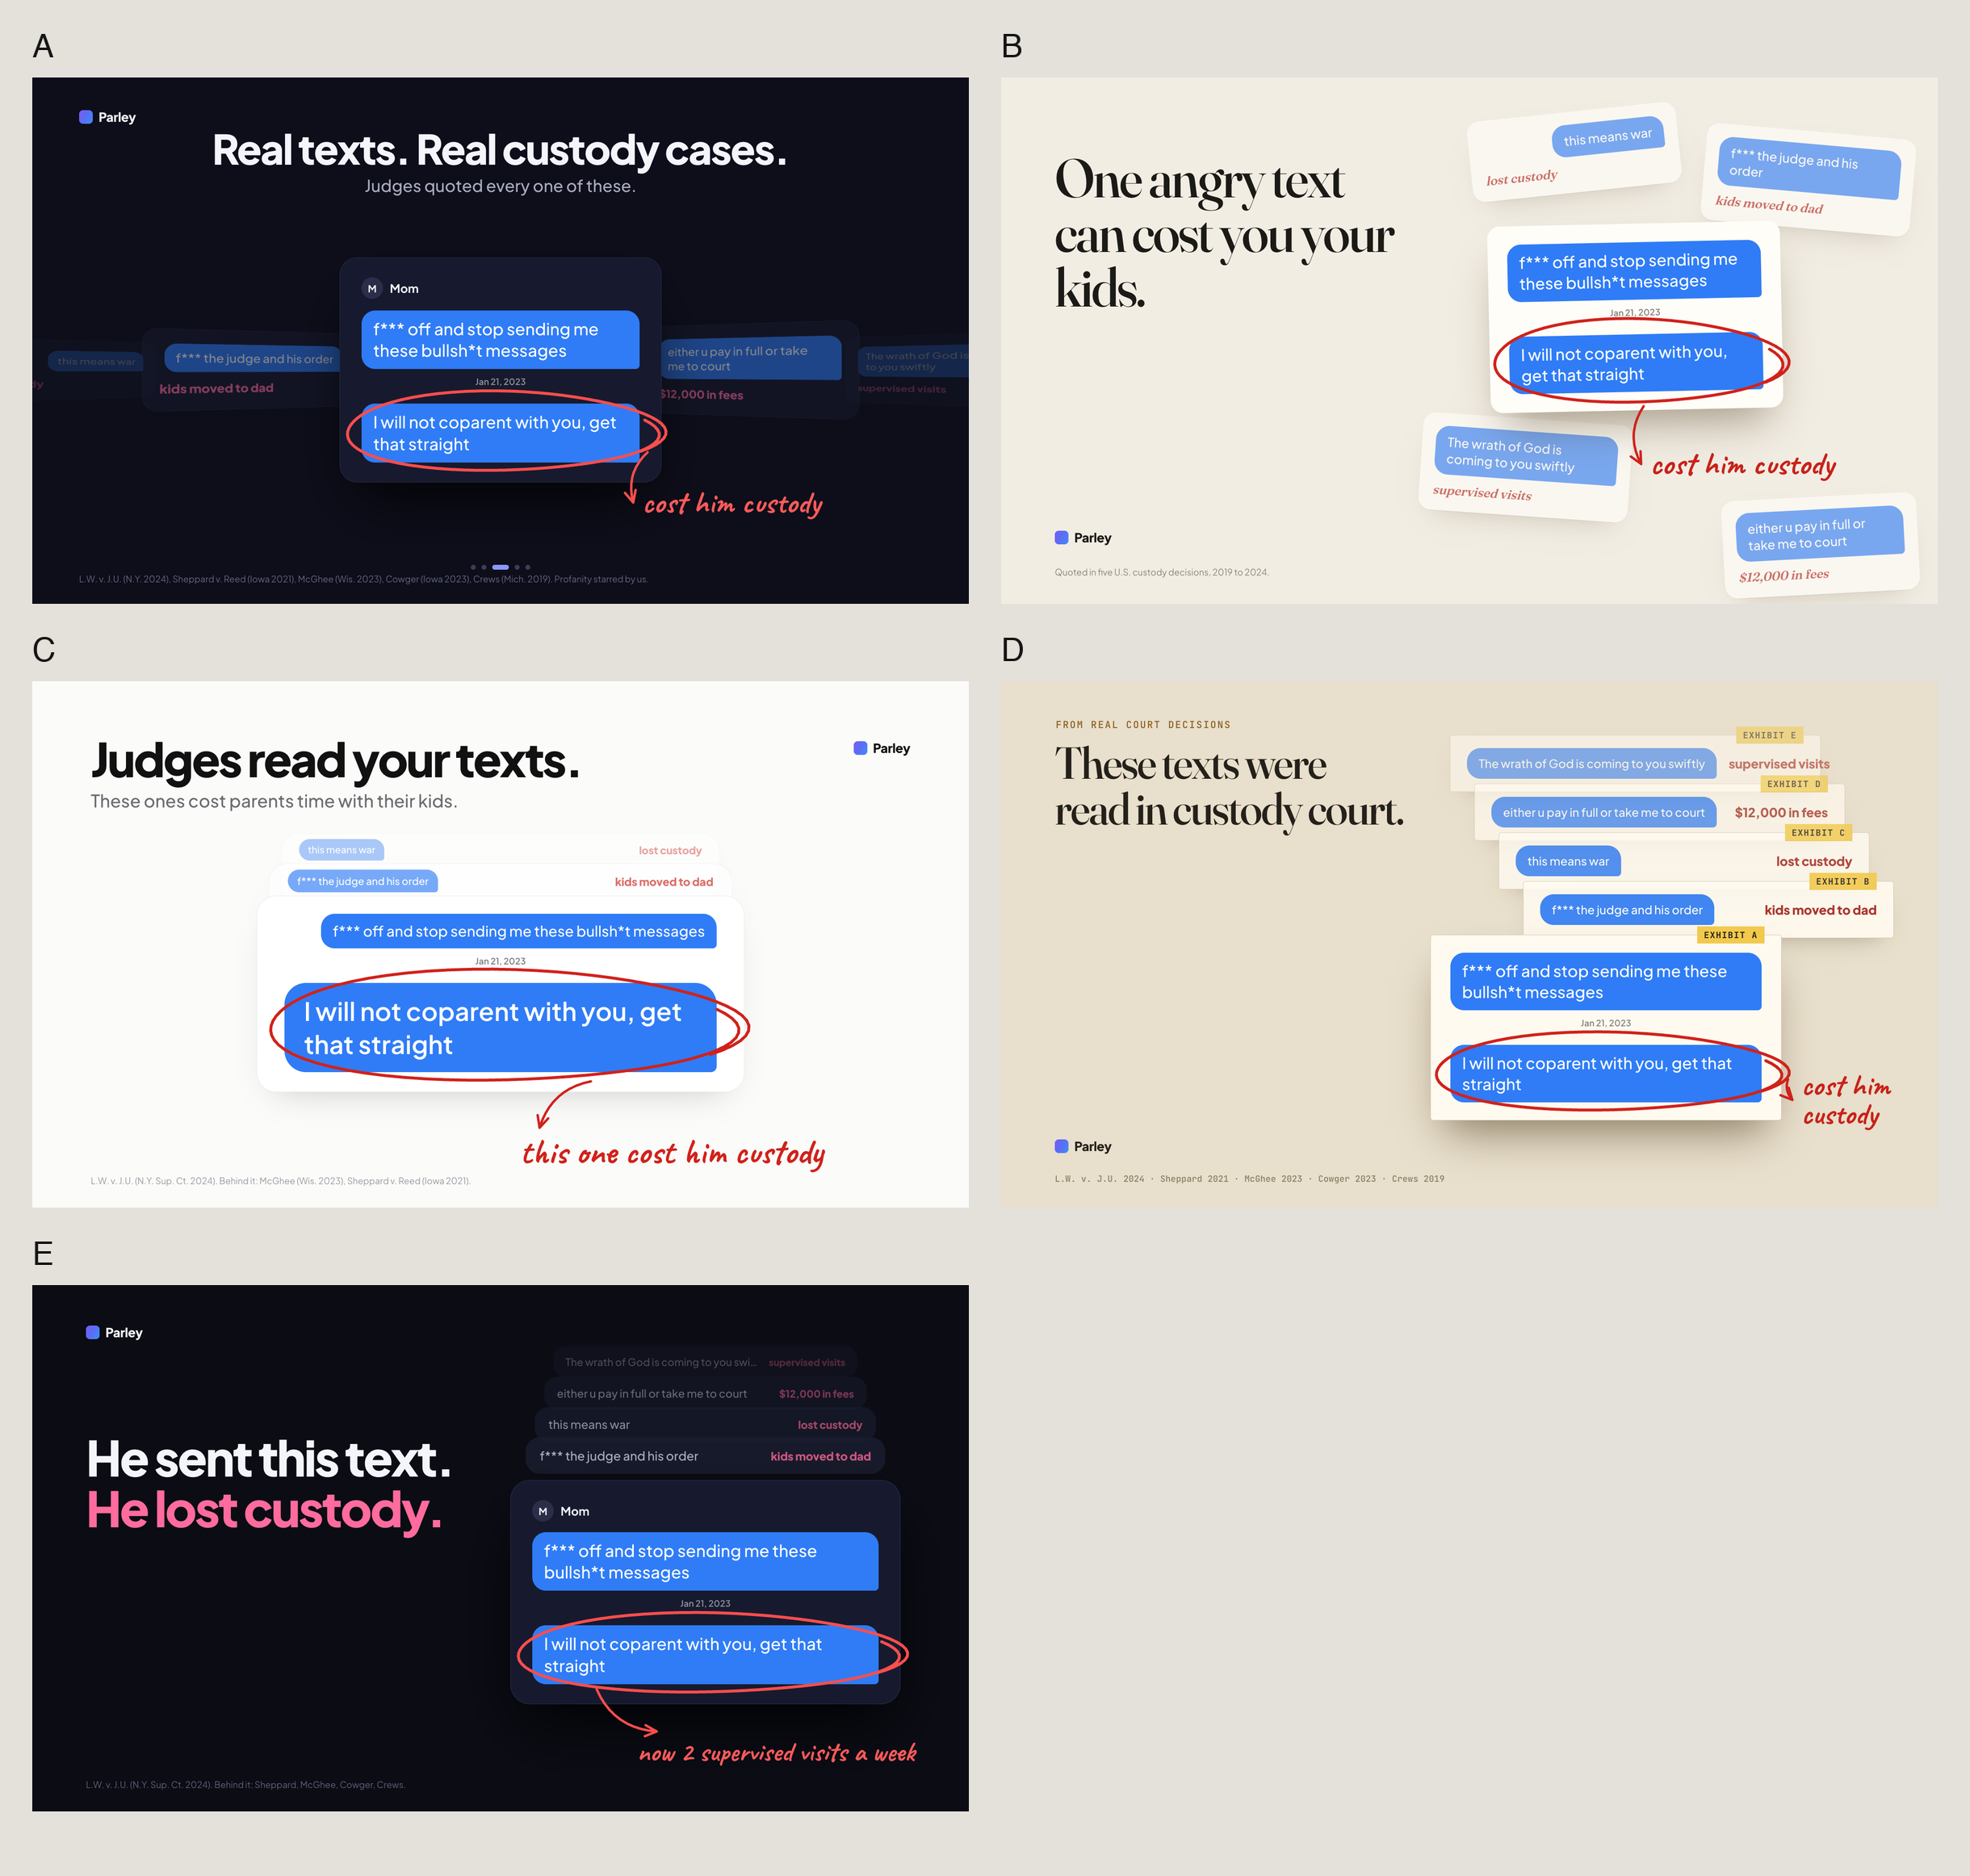 A
Parley
Real texts. Real custody cases.
Judges quoted every one of these.
M Mom
f*** off and stop sending me
these bullsh*t messages
Jan 21, 2023
I will not coparent with you, get
that straight
cost him custody
this means war
dy
f*** the judge and his order
kids moved to dad
either u pay in full or take
me to court
$12,000 in fees
The wrath of God is
to you swiftly
supervised visits
L.W. v. J.U. (N.Y. 2024), Sheppard v. Reed (Iowa 2021), McGhee (Wis. 2023), Cowger (Iowa 2023), Crews (Mich. 2019). Profanity starred by us.
B
One angry text
can cost you your
kids.
this means war
lost custody
f*** the judge and his
order
kids moved to dad
f*** off and stop sending me
these bullsh*t messages
Jan 21, 2023
I will not coparent with you,
get that straight
cost him custody
The wrath of God is
coming to you swiftly
supervised visits
either u pay in full or
take me to court
$12,000 in fees
Parley
Quoted in five U.S. custody decisions, 2019 to 2024.
C
Judges read your texts.
These ones cost parents time with their kids.
Parley
this means war
lost custody
f*** the judge and his order
kids moved to dad
f*** off and stop sending me these bullsh*t messages
Jan 21, 2023
I will not coparent with you, get
that straight
this one cost him custody
L.W. v. J.U. (N.Y. Sup. Ct. 2024). Behind it: McGhee (Wis. 2023), Sheppard v. Reed (Iowa 2021).
D
FROM REAL COURT DECISIONS
These texts were
read in custody court.
EXHIBIT E
The wrath of God is coming to you swiftly
supervised visits
EXHIBIT D
either u pay in full or take me to court
$12,000 in fees
EXHIBIT C
this means war
lost custody
EXHIBIT B
f*** the judge and his order
kids moved to dad
EXHIBIT A
f*** off and stop sending me these
bullsh*t messages
Jan 21, 2023
I will not coparent with you, get that
straight
cost him
custody
Parley
L.W. v. J.U. 2024 · Sheppard 2021 · McGhee 2023 · Cowger 2023 · Crews 2019
E
Parley
He sent this text.
He lost custody.
The wrath of God is coming to you swi...
supervised visits
either u pay in full or take me to court
$12,000 in fees
this means war
lost custody
f*** the judge and his order
kids moved to dad
M Mom
f*** off and stop sending me these
bullsh*t messages
Jan 21, 2023
I will not coparent with you, get that
straight
now 2 supervised visits a week
L.W. v. J.U. (N.Y. Sup. Ct. 2024). Behind it: Sheppard, McGhee, Cowger, Crews.